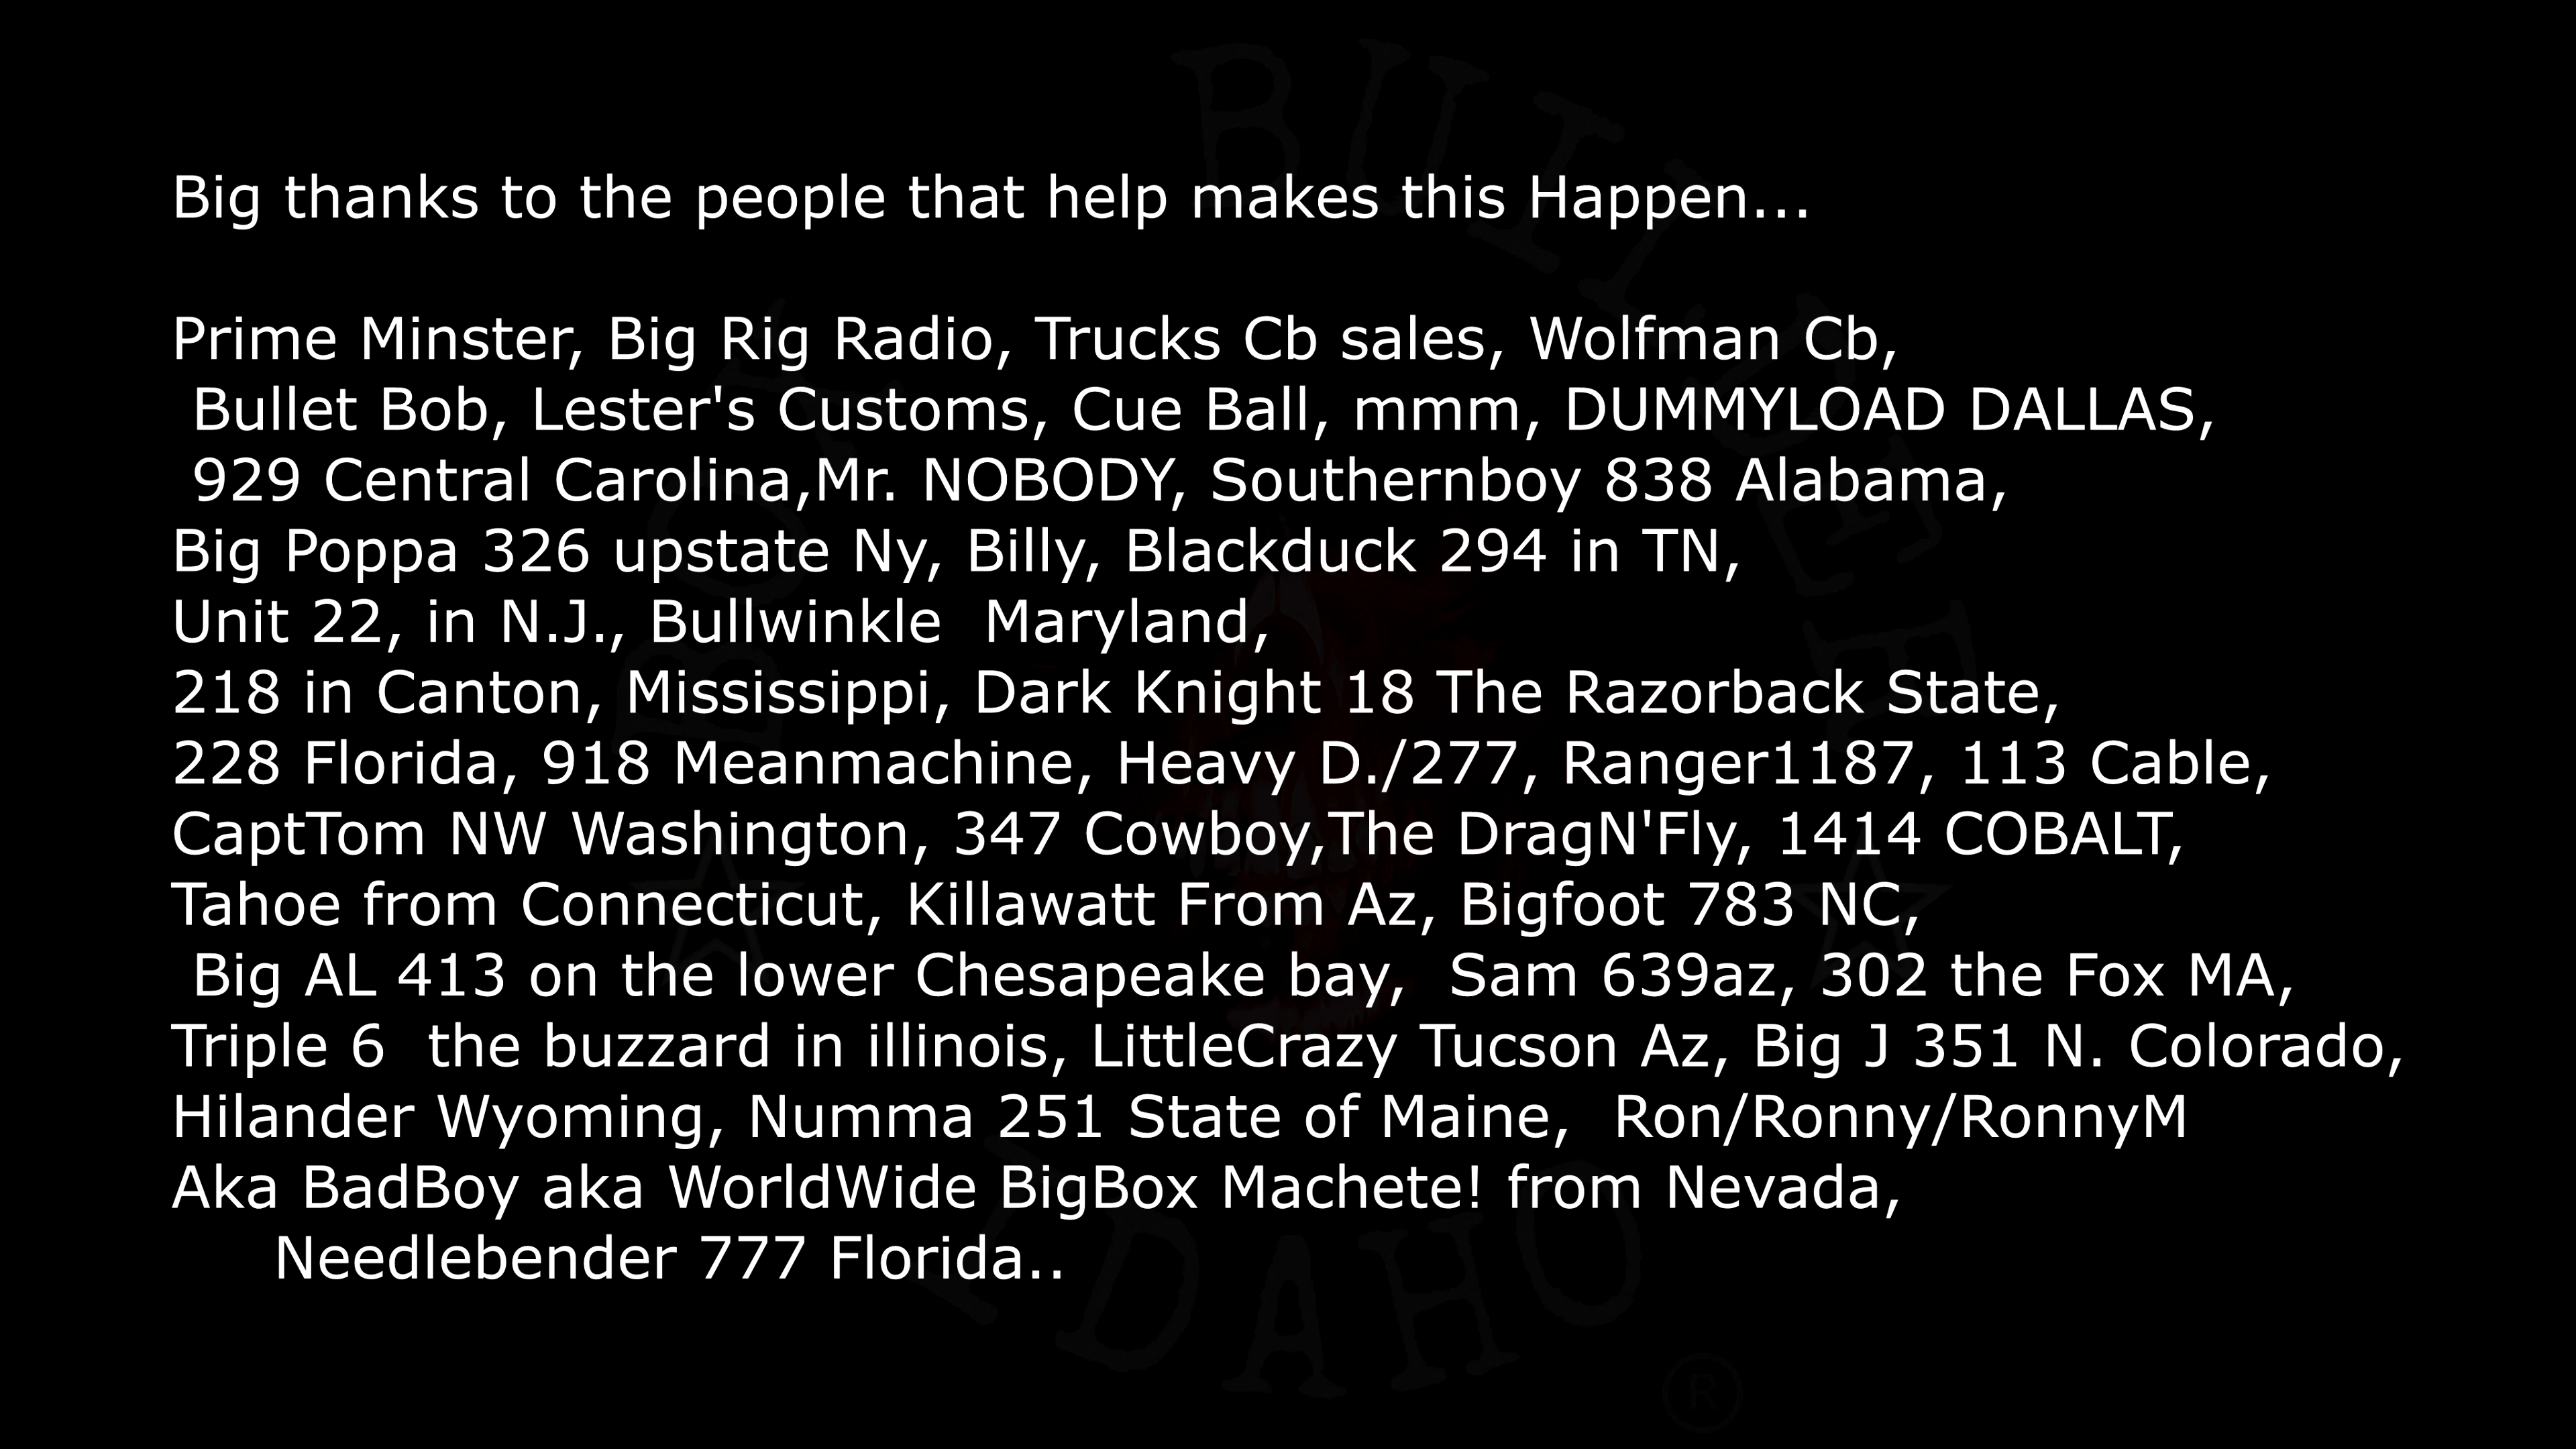 Big thanks to the people that help makes this Happen...
Prime Minster, Big Rig Radio, Trucks Cb sales, Wolfman Cb,
Bullet Bob, Lester's Customs, Cue Ball, mmm, DUMMYLOAD DALLAS,
929 Central Carolina,Mr. NOBODY, Southernboy 838 Alabama,
Big Poppa 326 upstate Ny, Billy, Blackduck 294 in TN,
Unit 22, in N.J., Bullwinkle  Maryland,
218 in Canton, Mississippi, Dark Knight 18 The Razorback State,
228 Florida, 918 Meanmachine, Heavy D./277, Ranger1187, 113 Cable,
CaptTom NW Washington, 347 Cowboy,The DragN'Fly, 1414 COBALT,
Tahoe from Connecticut, Killawatt From Az, Bigfoot 783 NC,
Big AL 413 on the lower Chesapeake bay,  Sam 639az, 302 the Fox MA,
Triple 6  the buzzard in illinois, LittleCrazy Tucson Az, Big J 351 N. Colorado,
Hilander Wyoming, Numma 251 State of Maine,  Ron/Ronny/RonnyM
Aka BadBoy aka WorldWide BigBox Machete! from Nevada,
Needlebender 777 Florida..
BOX BUILDER
IDAHO
®